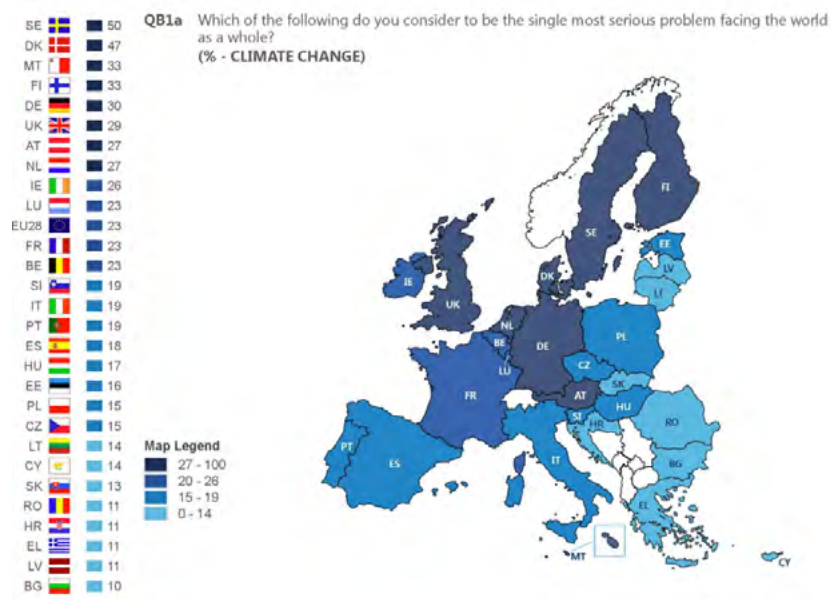 QB1a Which of the following do you consider to be the single most serious problem facing the world
as a whole?
(% - CLIMATE CHANGE)
SE 50
DK 47
MT 33
FI 33
DE 30
UK 29
AT 27
NL 27
IE 26
LU 23
EU28 23
FR 23
BE 23
SI 19
IT 19
PT 19
ES 18
HU 17
EE 16
PL 15
CZ 15
LT 14
CY 14
SK 13
RO 11
HR 11
EL 11
LV 11
BG 10
Map Legend
27 - 100
20 - 26
15 - 19
0 - 14
FI
SE
EE
LV
LT
DK
IE
UK
NL
BE
DE
PL
LU
CZ
SK
FR
AT
HU
SI
HR
RO
PT
ES
IT
BG
EL
MT
CY